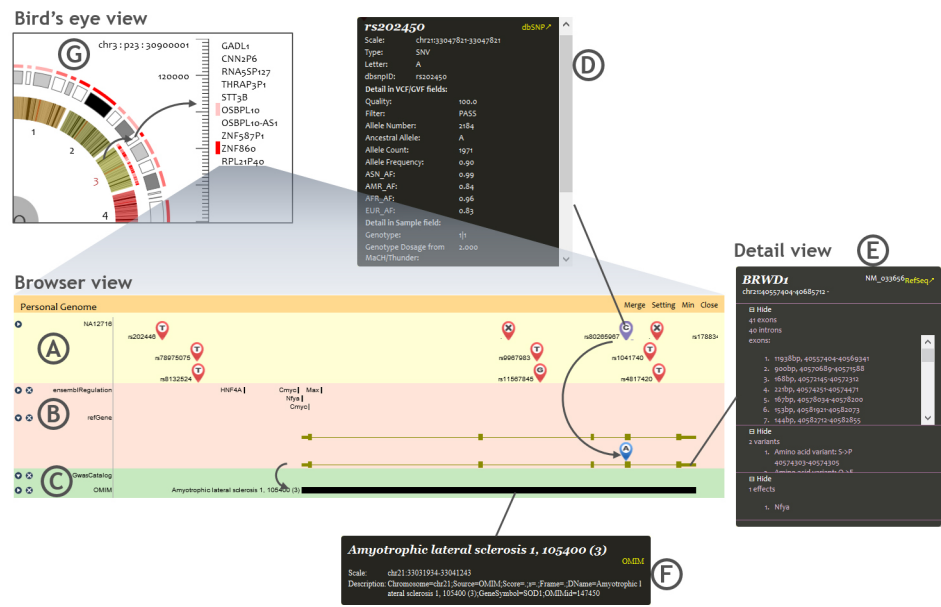 Bird's eye view
G
chr3 : p23 : 30900001
120000
GADL1
CNN2P6
RNA5SP127
THRAP3P1
STT3B
OSBPL10
OSBPL10-AS1
ZNF587P1
ZNF860
RPL21P40
1
2
3
4
rs202450 dbSNP
Scale: chr21:33047821-33047821
Type: SNV
Letter: A
dbsnpID: rs202450
Detail in VCF/GVF fields:
Quality: 100.0
Filter: PASS
Allele Number: 2184
Ancestral Allele: A
Allele Count: 1971
Allele Frequency: 0.90
ASN_AF: 0.99
AMR_AF: 0.84
AFR_AF: 0.96
EUR_AF: 0.83
Detail in Sample field:
Genotype: 1|1
Genotype Dosage from 2.000
MaCH/Thunder:
D
Browser view
Personal Genome Merge Setting Min Close
A
NA12716
T X C X
rs202446 rs80265967 rs178834
T T T
rs78975075 rs9967983 rs1041740
T G T
rs8132524 rs11567845 rs4817420
B
ensemblRegulation HNF4A Cmyc Max
Nfya
Cmyc
refGene
A
C
GwasCatalog
OMIM Amyotrophic lateral sclerosis 1, 105400 (3)
Detail view
E
BRWD1 NM_033656 RefSeq
chr21:40557404-40685712 -
Hide
41 exons
40 introns
exons:
1. 11938bp, 40557404-40569341
2. 900bp, 40570689-40571588
3. 168bp, 40572145-40572312
4. 221bp, 40574251-40574471
5. 167bp, 40578034-40578200
6. 153bp, 40581921-40582073
7. 144bp, 40582712-40582855
Hide
2 variants
1. Amino acid variant: S->P
40574303-40574305
Hide
1 effects
1. Nfya
Amyotrophic lateral sclerosis 1, 105400 (3)
OMIM
Scale: chr21:33031934-33041243
Description: Chromosome=chr21;Source=OMIM;Score=.;s=.;Frame=.;DName=Amyotrophic l
ateral sclerosis 1, 105400 (3);GeneSymbol=SOD1;OMIMid=147450
F